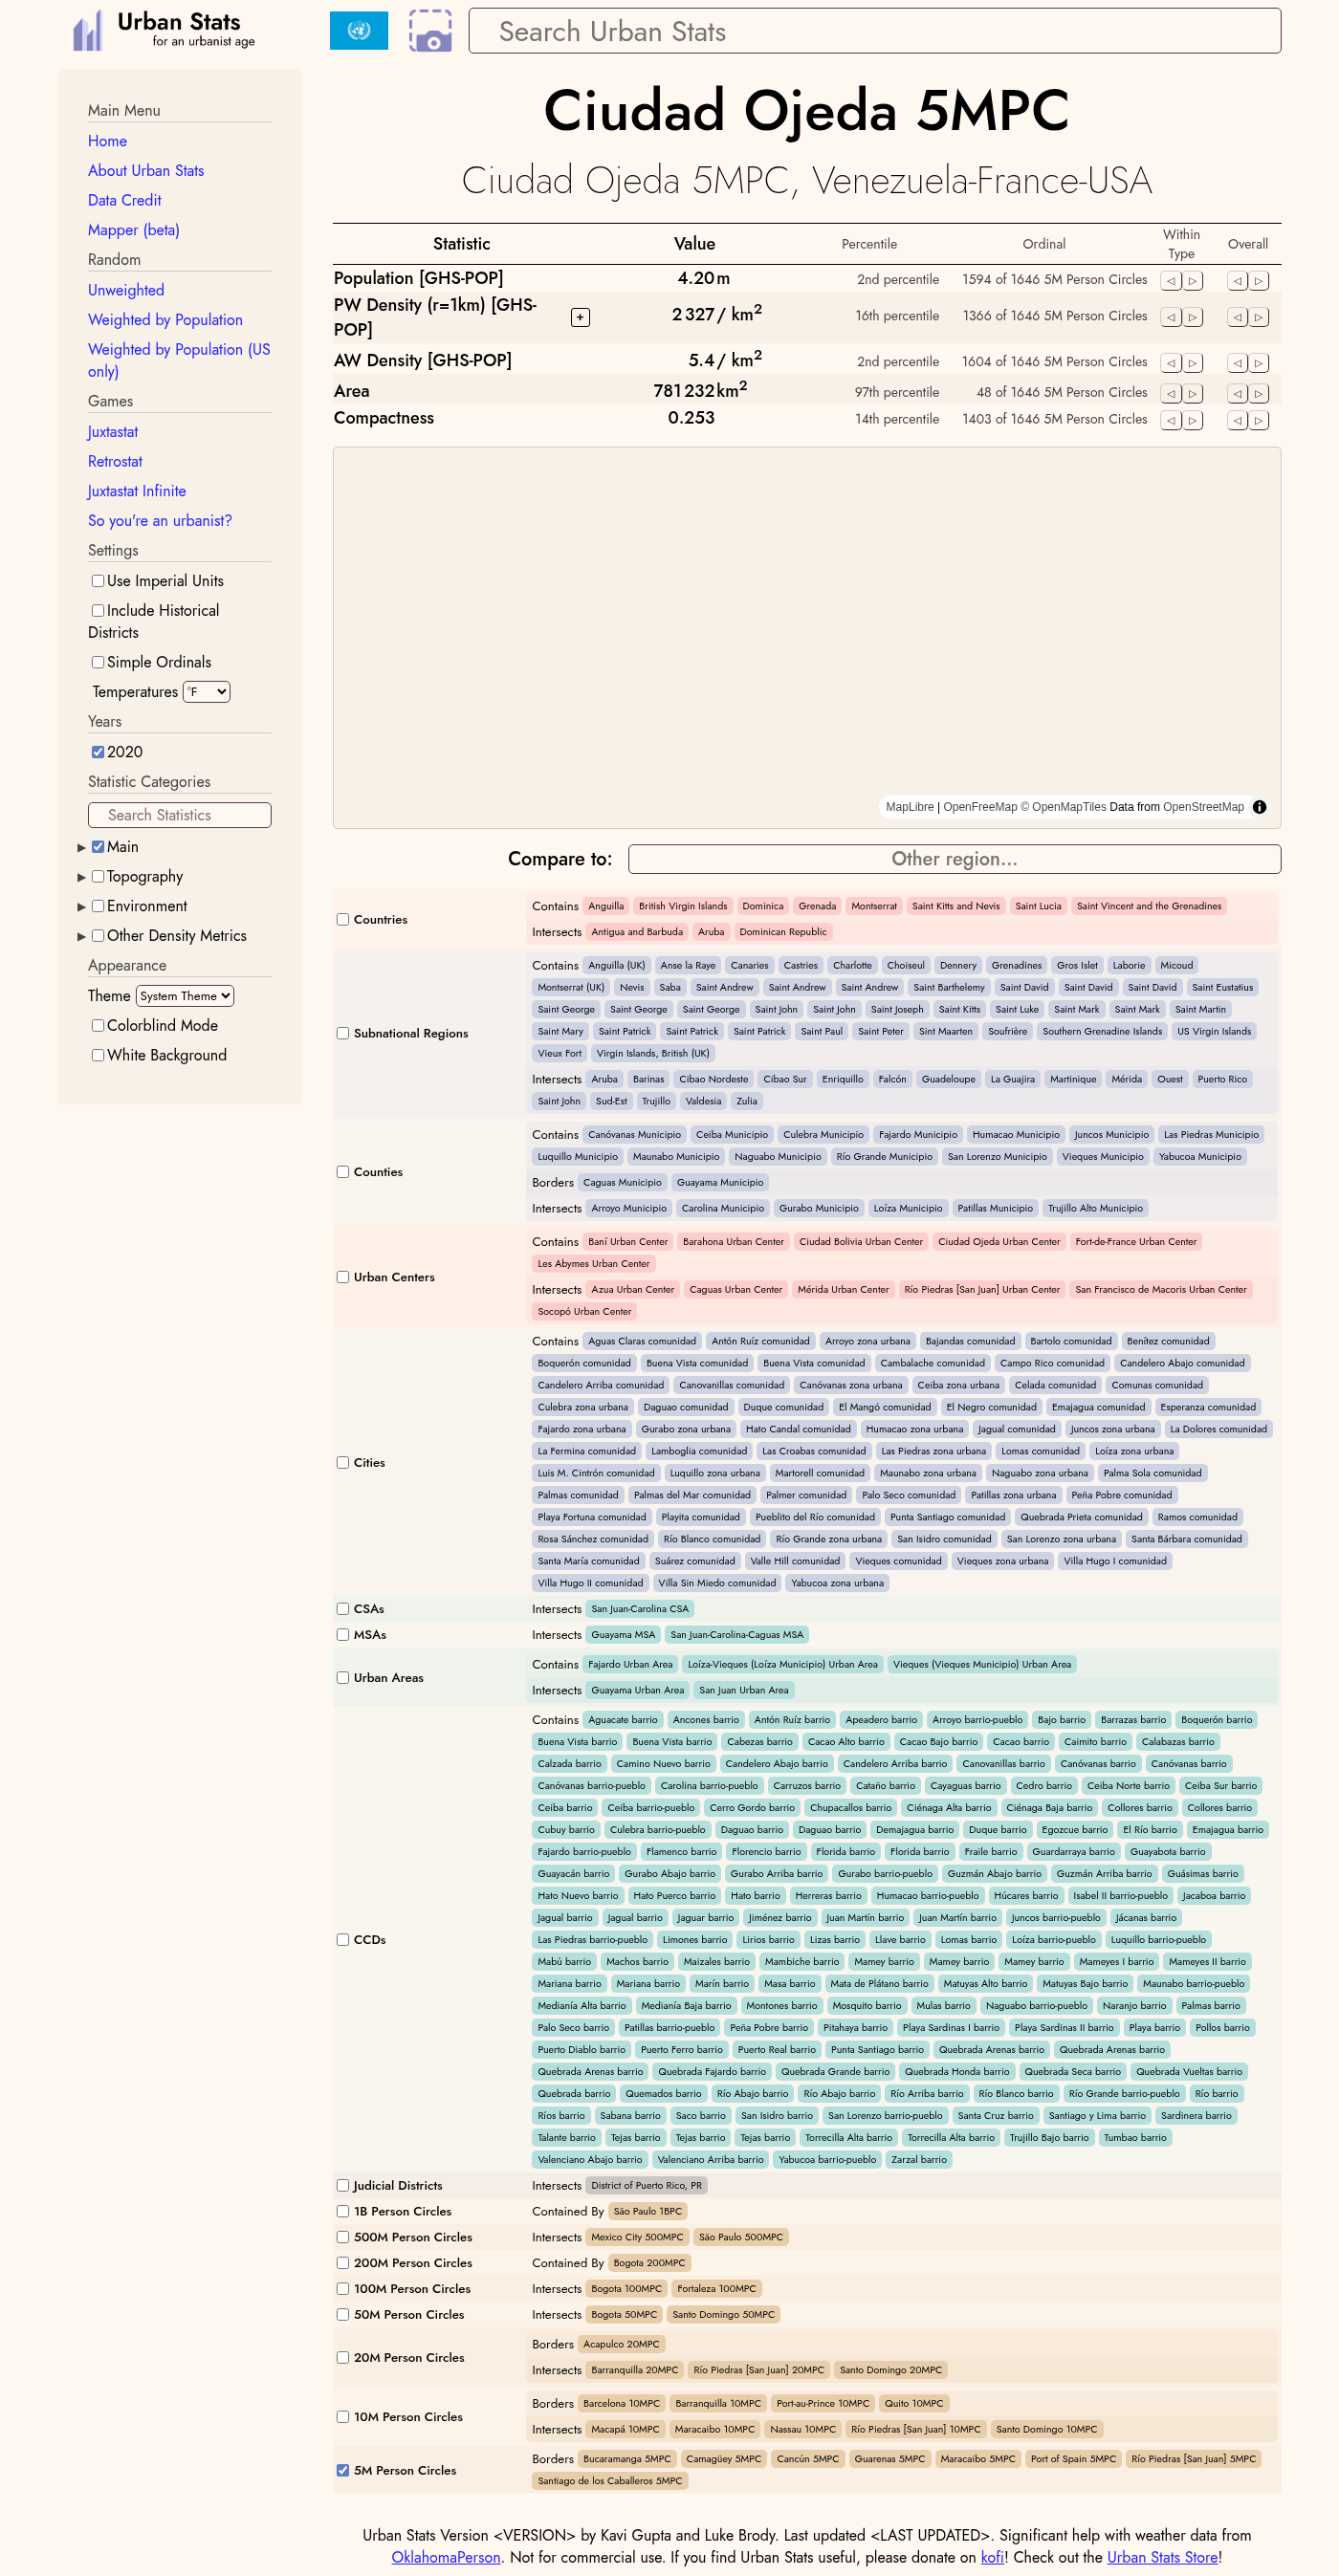 Urban Stats
for an urbanist age
Search Urban Stats
Main Menu
Home
About Urban Stats
Data Credit
Mapper (beta)
Random
Unweighted
Weighted by Population
Weighted by Population (US
only)
Games
Juxtastat
Retrostat
Juxtastat Infinite
So you're an urbanist?
Settings
Use Imperial Units
Include Historical
Districts
Simple Ordinals
Temperatures °F
Years
2020
Statistic Categories
Search Statistics
Main
Topography
Environment
Other Density Metrics
Appearance
Theme System Theme
Colorblind Mode
White Background
Ciudad Ojeda 5MPC
Ciudad Ojeda 5MPC, Venezuela-France-USA
Statistic Value Percentile Ordinal Within Type Overall
Population [GHS-POP] 4.20 m 2nd percentile 1594 of 1646 5M Person Circles
PW Density (r=1km) [GHS-POP] + 2 327 / km² 16th percentile 1366 of 1646 5M Person Circles
AW Density [GHS-POP] 5.4 / km² 2nd percentile 1604 of 1646 5M Person Circles
Area 781 232 km² 97th percentile 48 of 1646 5M Person Circles
Compactness 0.253 14th percentile 1403 of 1646 5M Person Circles
MapLibre | OpenFreeMap © OpenMapTiles Data from OpenStreetMap
Compare to: Other region...
Countries
Contains Anguilla British Virgin Islands Dominica Grenada Montserrat Saint Kitts and Nevis Saint Lucia Saint Vincent and the Grenadines
Intersects Antigua and Barbuda Aruba Dominican Republic
Subnational Regions
Contains Anguilla (UK) Anse la Raye Canaries Castries Charlotte Choiseul Dennery Grenadines Gros Islet Laborie Micoud
Montserrat (UK) Nevis Saba Saint Andrew Saint Andrew Saint Andrew Saint Barthelemy Saint David Saint David Saint David Saint Eustatius
Saint George Saint George Saint George Saint John Saint John Saint Joseph Saint Kitts Saint Luke Saint Mark Saint Mark Saint Martin
Saint Mary Saint Patrick Saint Patrick Saint Patrick Saint Paul Saint Peter Sint Maarten Soufrière Southern Grenadine Islands US Virgin Islands
Vieux Fort Virgin Islands, British (UK)
Intersects Aruba Barinas Cibao Nordeste Cibao Sur Enriquillo Falcón Guadeloupe La Guajira Martinique Mérida Ouest Puerto Rico
Saint John Sud-Est Trujillo Valdesia Zulia
Counties
Contains Canóvanas Municipio Ceiba Municipio Culebra Municipio Fajardo Municipio Humacao Municipio Juncos Municipio Las Piedras Municipio
Luquillo Municipio Maunabo Municipio Naguabo Municipio Río Grande Municipio San Lorenzo Municipio Vieques Municipio Yabucoa Municipio
Borders Caguas Municipio Guayama Municipio
Intersects Arroyo Municipio Carolina Municipio Gurabo Municipio Loíza Municipio Patillas Municipio Trujillo Alto Municipio
Urban Centers
Contains Baní Urban Center Barahona Urban Center Ciudad Bolivia Urban Center Ciudad Ojeda Urban Center Fort-de-France Urban Center
Les Abymes Urban Center
Intersects Azua Urban Center Caguas Urban Center Mérida Urban Center Río Piedras [San Juan] Urban Center San Francisco de Macoris Urban Center
Socopó Urban Center
Cities
Contains Aguas Claras comunidad Antón Ruíz comunidad Arroyo zona urbana Bajandas comunidad Bartolo comunidad Benítez comunidad
Boquerón comunidad Buena Vista comunidad Buena Vista comunidad Cambalache comunidad Campo Rico comunidad Candelero Abajo comunidad
Candelero Arriba comunidad Canovanillas comunidad Canóvanas zona urbana Ceiba zona urbana Celada comunidad Comunas comunidad
Culebra zona urbana Daguao comunidad Duque comunidad El Mangó comunidad El Negro comunidad Emajagua comunidad Esperanza comunidad
Fajardo zona urbana Gurabo zona urbana Hato Candal comunidad Humacao zona urbana Jagual comunidad Juncos zona urbana La Dolores comunidad
La Fermina comunidad Lamboglia comunidad Las Croabas comunidad Las Piedras zona urbana Lomas comunidad Loíza zona urbana
Luis M. Cintrón comunidad Luquillo zona urbana Martorell comunidad Maunabo zona urbana Naguabo zona urbana Palma Sola comunidad
Palmas comunidad Palmas del Mar comunidad Palmer comunidad Palo Seco comunidad Patillas zona urbana Peña Pobre comunidad
Playa Fortuna comunidad Playita comunidad Pueblito del Río comunidad Punta Santiago comunidad Quebrada Prieta comunidad Ramos comunidad
Rosa Sánchez comunidad Río Blanco comunidad Río Grande zona urbana San Isidro comunidad San Lorenzo zona urbana Santa Bárbara comunidad
Santa María comunidad Suárez comunidad Valle Hill comunidad Vieques comunidad Vieques zona urbana Villa Hugo I comunidad
Villa Hugo II comunidad Villa Sin Miedo comunidad Yabucoa zona urbana
CSAs Intersects San Juan-Carolina CSA
MSAs Intersects Guayama MSA San Juan-Carolina-Caguas MSA
Urban Areas
Contains Fajardo Urban Area Loíza-Vieques (Loíza Municipio) Urban Area Vieques (Vieques Municipio) Urban Area
Intersects Guayama Urban Area San Juan Urban Area
CCDs
Contains Aguacate barrio Ancones barrio Antón Ruíz barrio Apeadero barrio Arroyo barrio-pueblo Bajo barrio Barrazas barrio Boquerón barrio
Buena Vista barrio Buena Vista barrio Cabezas barrio Cacao Alto barrio Cacao Bajo barrio Cacao barrio Caimito barrio Calabazas barrio
Calzada barrio Camino Nuevo barrio Candelero Abajo barrio Candelero Arriba barrio Canovanillas barrio Canóvanas barrio Canóvanas barrio
Canóvanas barrio-pueblo Carolina barrio-pueblo Carruzos barrio Cataño barrio Cayaguas barrio Cedro barrio Ceiba Norte barrio Ceiba Sur barrio
Ceiba barrio Ceiba barrio-pueblo Cerro Gordo barrio Chupacallos barrio Ciénaga Alta barrio Ciénaga Baja barrio Collores barrio Collores barrio
Cubuy barrio Culebra barrio-pueblo Daguao barrio Daguao barrio Demajagua barrio Duque barrio Egozcue barrio El Río barrio Emajagua barrio
Fajardo barrio-pueblo Flamenco barrio Florencio barrio Florida barrio Florida barrio Fraile barrio Guardarraya barrio Guayabota barrio
Guayacán barrio Gurabo Abajo barrio Gurabo Arriba barrio Gurabo barrio-pueblo Guzmán Abajo barrio Guzmán Arriba barrio Guásimas barrio
Hato Nuevo barrio Hato Puerco barrio Hato barrio Herreras barrio Humacao barrio-pueblo Húcares barrio Isabel II barrio-pueblo Jacaboa barrio
Jagual barrio Jagual barrio Jaguar barrio Jiménez barrio Juan Martín barrio Juan Martín barrio Juncos barrio-pueblo Jácanas barrio
Las Piedras barrio-pueblo Limones barrio Lirios barrio Lizas barrio Llave barrio Lomas barrio Loíza barrio-pueblo Luquillo barrio-pueblo
Mabú barrio Machos barrio Maizales barrio Mambiche barrio Mamey barrio Mamey barrio Mamey barrio Mameyes I barrio Mameyes II barrio
Mariana barrio Mariana barrio Marín barrio Masa barrio Mata de Plátano barrio Matuyas Alto barrio Matuyas Bajo barrio Maunabo barrio-pueblo
Medianía Alta barrio Medianía Baja barrio Montones barrio Mosquito barrio Mulas barrio Naguabo barrio-pueblo Naranjo barrio Palmas barrio
Palo Seco barrio Patillas barrio-pueblo Peña Pobre barrio Pitahaya barrio Playa Sardinas I barrio Playa Sardinas II barrio Playa barrio Pollos barrio
Puerto Diablo barrio Puerto Ferro barrio Puerto Real barrio Punta Santiago barrio Quebrada Arenas barrio Quebrada Arenas barrio
Quebrada Arenas barrio Quebrada Fajardo barrio Quebrada Grande barrio Quebrada Honda barrio Quebrada Seca barrio Quebrada Vueltas barrio
Quebrada barrio Quemados barrio Río Abajo barrio Río Abajo barrio Río Arriba barrio Río Blanco barrio Río Grande barrio-pueblo Río barrio
Ríos barrio Sabana barrio Saco barrio San Isidro barrio San Lorenzo barrio-pueblo Santa Cruz barrio Santiago y Lima barrio Sardinera barrio
Talante barrio Tejas barrio Tejas barrio Tejas barrio Torrecilla Alta barrio Torrecilla Alta barrio Trujillo Bajo barrio Tumbao barrio
Valenciano Abajo barrio Valenciano Arriba barrio Yabucoa barrio-pueblo Zarzal barrio
Judicial Districts Intersects District of Puerto Rico, PR
1B Person Circles Contained By São Paulo 1BPC
500M Person Circles Intersects Mexico City 500MPC São Paulo 500MPC
200M Person Circles Contained By Bogota 200MPC
100M Person Circles Intersects Bogota 100MPC Fortaleza 100MPC
50M Person Circles Intersects Bogota 50MPC Santo Domingo 50MPC
20M Person Circles
Borders Acapulco 20MPC
Intersects Barranquilla 20MPC Río Piedras [San Juan] 20MPC Santo Domingo 20MPC
10M Person Circles
Borders Barcelona 10MPC Barranquilla 10MPC Port-au-Prince 10MPC Quito 10MPC
Intersects Macapá 10MPC Maracaibo 10MPC Nassau 10MPC Río Piedras [San Juan] 10MPC Santo Domingo 10MPC
5M Person Circles
Borders Bucaramanga 5MPC Camagüey 5MPC Cancún 5MPC Guarenas 5MPC Maracaibo 5MPC Port of Spain 5MPC Río Piedras [San Juan] 5MPC
Santiago de los Caballeros 5MPC
Urban Stats Version <VERSION> by Kavi Gupta and Luke Brody. Last updated <LAST UPDATED>. Significant help with weather data from
OklahomaPerson. Not for commercial use. If you find Urban Stats useful, please donate on kofi! Check out the Urban Stats Store!